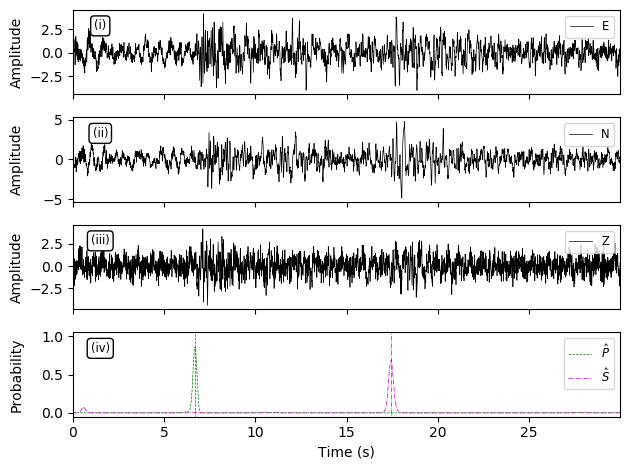 Amplitude
2.5
0.0
−2.5
(i)
E
Amplitude
5
0
−5
(ii)
N
Amplitude
2.5
0.0
−2.5
(iii)
Z
Probability
1.0
0.5
0.0
(iv)
P̂
Ŝ
0 5 10 15 20 25
Time (s)